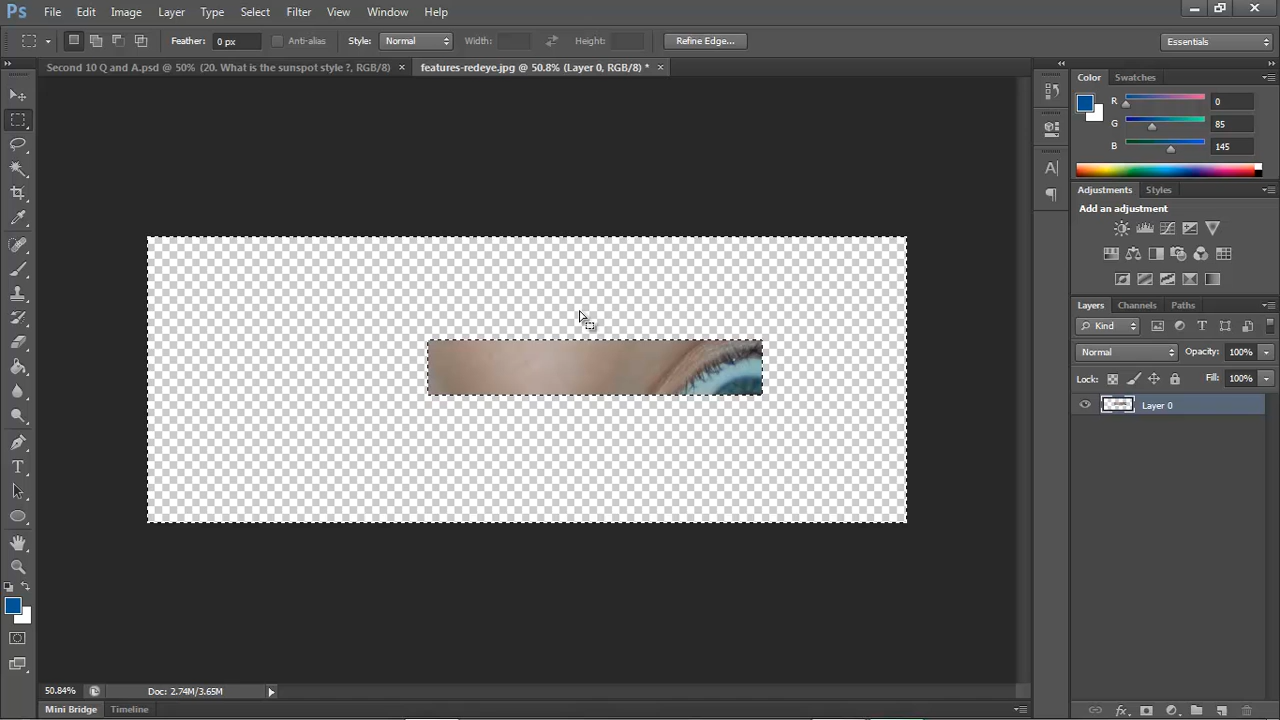 Ps File Edit Image Layer Type Select Filter View Window Help
Feather: 0 px Anti-alias Style: Normal Width: Height: Refine Edge... Essentials
Second 10 Q and A.psd @ 50% (20. What is the sunspot style ?, RGB/8) × features-redeye.jpg @ 50.8% (Layer 0, RGB/8) * ×
Color Swatches
R 0
G 85
B 145
Adjustments Styles
Add an adjustment
Layers Channels Paths
Kind
Normal Opacity: 100%
Lock: Fill: 100%
Layer 0
50.84% Doc: 2.74M/3.65M
Mini Bridge Timeline